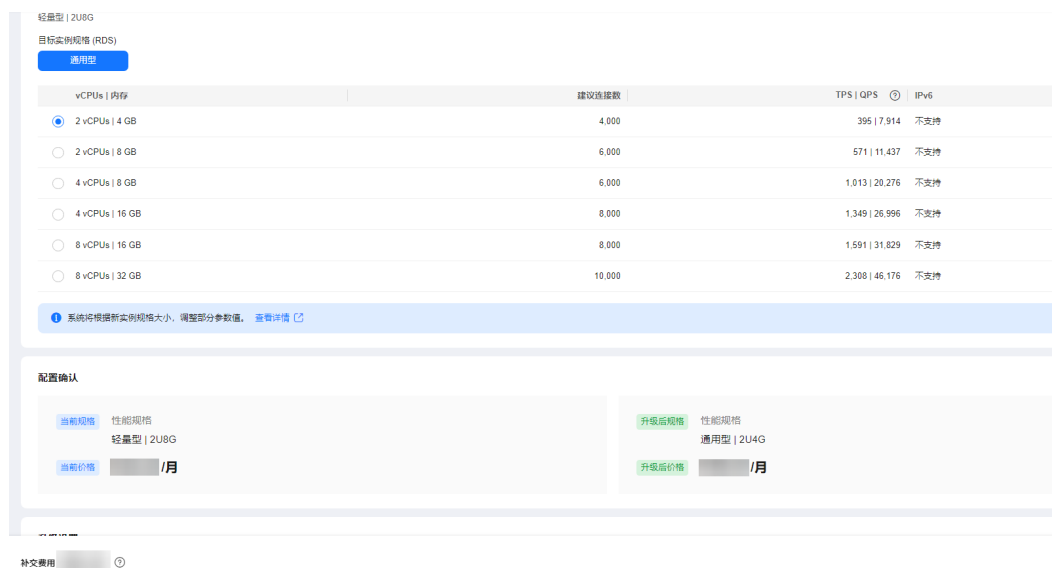 轻量型 | 2U8G
目标实例规格 (RDS)
通用型
vCPUs | 内存 建议连接数 TPS | QPS IPv6
2 vCPUs | 4 GB 4,000 395 | 7,914 不支持
2 vCPUs | 8 GB 6,000 571 | 11,437 不支持
4 vCPUs | 8 GB 6,000 1,013 | 20,276 不支持
4 vCPUs | 16 GB 8,000 1,349 | 26,996 不支持
8 vCPUs | 16 GB 8,000 1,591 | 31,829 不支持
8 vCPUs | 32 GB 10,000 2,308 | 46,176 不支持
系统将根据新实例规格大小，调整部分参数值。 查看详情
配置确认
当前规格 性能规格
轻量型 | 2U8G
当前价格 /月
升级后规格 性能规格
通用型 | 2U4G
升级后价格 /月
补交费用